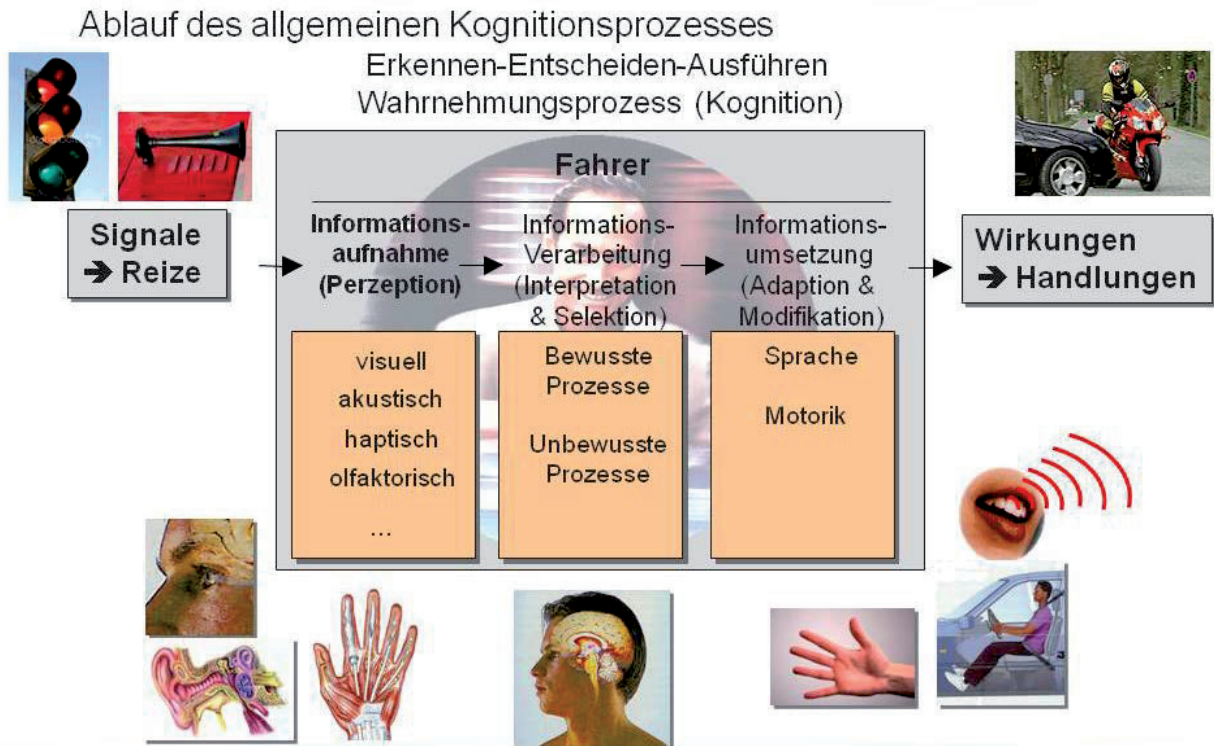 Ablauf des allgemeinen Kognitionsprozesses
Erkennen-Entscheiden-Ausführen
Wahrnehmungsprozess (Kognition)
Fahrer
Signale
➔ Reize
Informations-
aufnahme
(Perzeption)
Informations-
Verarbeitung
(Interpretation
& Selektion)
Informations-
umsetzung
(Adaption &
Modifikation)
Wirkungen
➔ Handlungen
visuell
akustisch
haptisch
olfaktorisch
...
Bewusste
Prozesse
Unbewusste
Prozesse
Sprache
Motorik